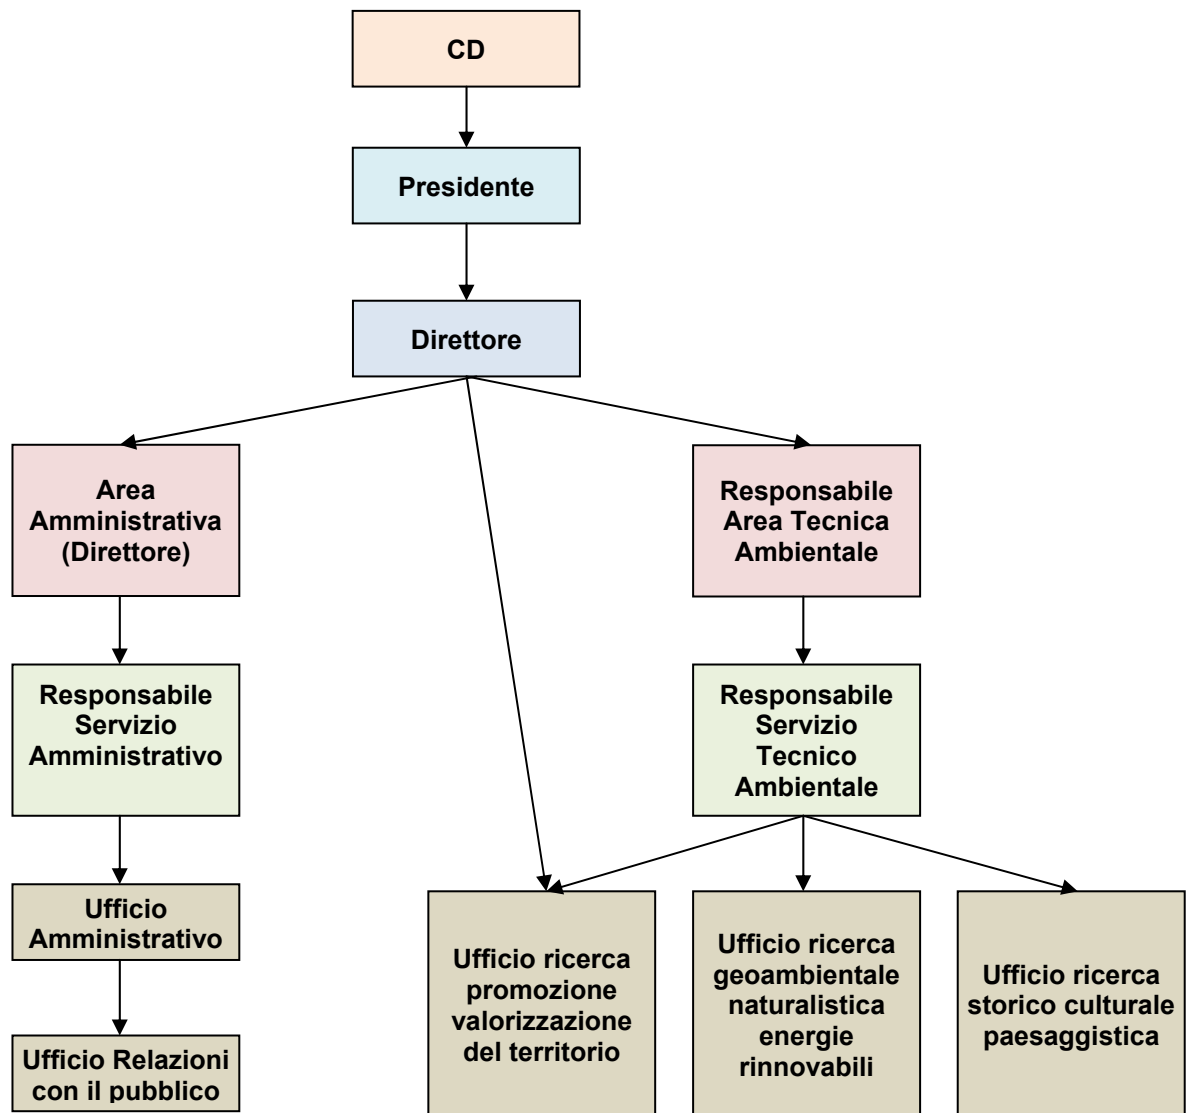 CD
Presidente
Direttore
Area
Amministrativa
(Direttore)
Responsabile
Area Tecnica
Ambientale
Responsabile
Servizio
Amministrativo
Responsabile
Servizio
Tecnico
Ambientale
Ufficio
Amministrativo
Ufficio Relazioni
con il pubblico
Ufficio ricerca
promozione
valorizzazione
del territorio
Ufficio ricerca
geoambientale
naturalistica
energie
rinnovabili
Ufficio ricerca
storico culturale
paesaggistica